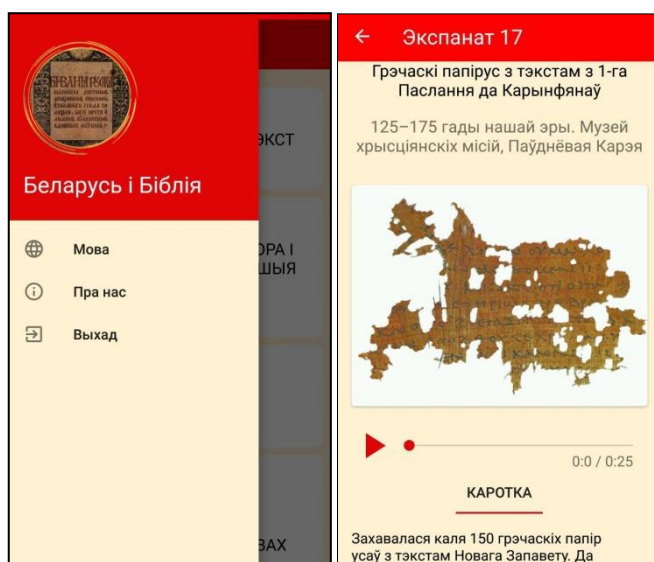 Беларусь і Біблія
Мова
Пра нас
Выхад
ЭКСТ
ОРА І
ШЫЯ
ВАХ
Экспанат 17
Грэчаскі папірус з тэкстам з 1-га
Паслання да Карынфянаў
125–175 гады нашай эры. Музей
хрысціянскіх місій, Паўднёвая Карэя
0:0 / 0:25
КАРОТКА
Захавалася каля 150 грэчаскіх папір
усаў з тэкстам Новага Запавету. Да